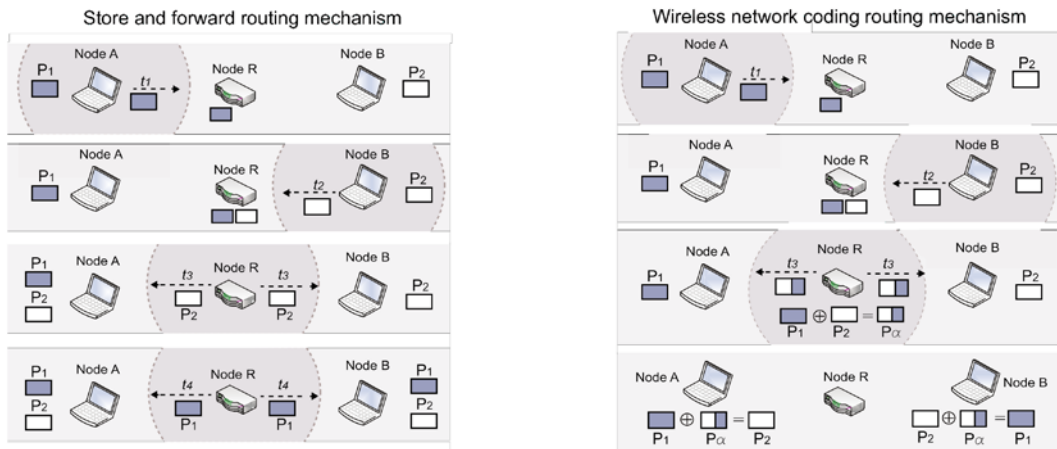 Store and forward routing mechanism
Node A
Node B
P1
t1
Node R
P2
Node A
Node B
P1
Node R
t2
P2
P1
Node A
t3
Node R
t3
Node B
P2
P2
P2
P2
P1
Node A
t4
Node R
t4
Node B
P1
P2
P1
P1
P2
Wireless network coding routing mechanism
Node A
Node B
P1
t1
Node R
P2
Node A
Node B
P1
Node R
t2
P2
Node A
t3
Node R
t3
Node B
P1
P2
⊕ =
P1 P2 Pα
Node A
Node R
Node B
⊕ =
P1 Pα P2
⊕ =
P2 Pα P1